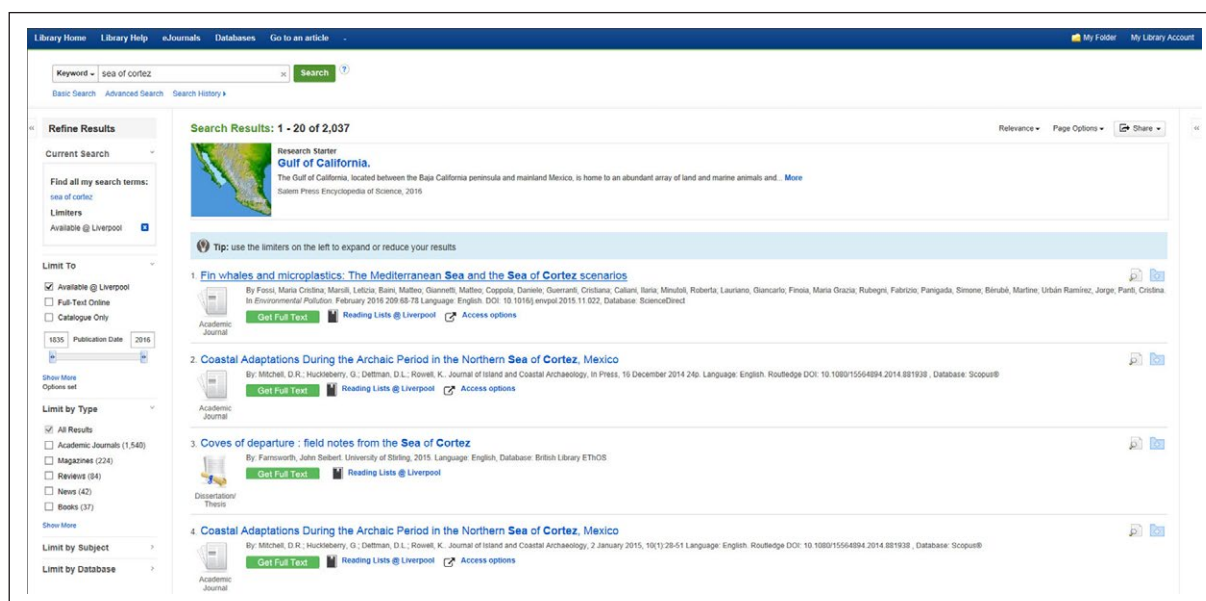 Library Home Library Help eJournals Databases Go to an article My Folder My Library Account
Keyword sea of cortez × Search ?
Basic Search Advanced Search Search History
« Refine Results
Current Search
Find all my search terms:
sea of cortez
Limiters
Available @ Liverpool
Limit To
Available @ Liverpool
Full-Text Online
Catalogue Only
1835 Publication Date 2016
Show More
Options set
Limit by Type
All Results
Academic Journals (1,540)
Magazines (224)
Reviews (84)
News (42)
Books (37)
Show More
Limit by Subject
Limit by Database
Search Results: 1 - 20 of 2,037
Relevance Page Options Share «
Research Starter
Gulf of California.
The Gulf of California, located between the Baja California peninsula and mainland Mexico, is home to an abundant array of land and marine animals and... More
Salem Press Encyclopedia of Science, 2016
Tip: use the limiters on the left to expand or reduce your results
1. Fin whales and microplastics: The Mediterranean Sea and the Sea of Cortez scenarios
By Fossi, Maria Cristina; Marsili, Letizia; Baini, Matteo; Giannetti, Matteo; Coppola, Daniele; Guerranti, Cristiana; Caliani, Ilaria; Minutoli, Roberta; Lauriano, Giancarlo; Finoia, Maria Grazia; Rubegni, Fabrizio; Panigada, Simone; Bérubé, Martine; Urbán Ramírez, Jorge; Panti, Cristina.
In Environmental Pollution. February 2016 209:68-78 Language: English. DOI: 10.1016/j envpol.2015.11.022, Database: ScienceDirect
Get Full Text Reading Lists @ Liverpool Access options
Academic
Journal
2. Coastal Adaptations During the Archaic Period in the Northern Sea of Cortez, Mexico
By: Mitchell, D.R.; Huckleberry, G.; Dettman, D.L.; Rowell, K.. Journal of Island and Coastal Archaeology, In Press, 16 December 2014 24p. Language: English. Routledge DOI: 10.1080/15564894.2014.881938 , Database: Scopus®
Get Full Text Reading Lists @ Liverpool Access options
Academic
Journal
3. Coves of departure : field notes from the Sea of Cortez
By: Farnsworth, John Seibert. University of Stirling, 2015. Language: English, Database: British Library EThOS
Get Full Text Reading Lists @ Liverpool
Dissertation/
Thesis
4. Coastal Adaptations During the Archaic Period in the Northern Sea of Cortez, Mexico
By: Mitchell, D.R.; Huckleberry, G.; Dettman, D.L.; Rowell, K.. Journal of Island and Coastal Archaeology, 2 January 2015, 10(1):28-51 Language: English. Routledge DOI: 10.1080/15564894.2014.881938 , Database: Scopus®
Get Full Text Reading Lists @ Liverpool Access options
Academic
Journal